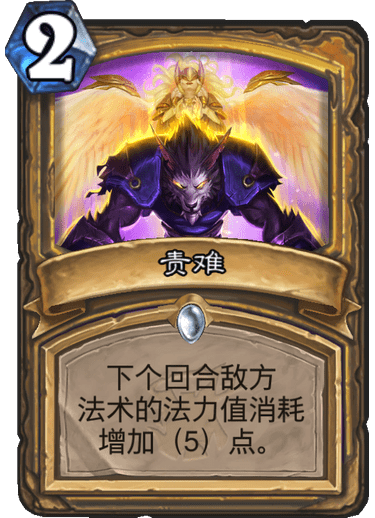 2
责难
下个回合敌方
法术的法力值消耗
增加（5）点。